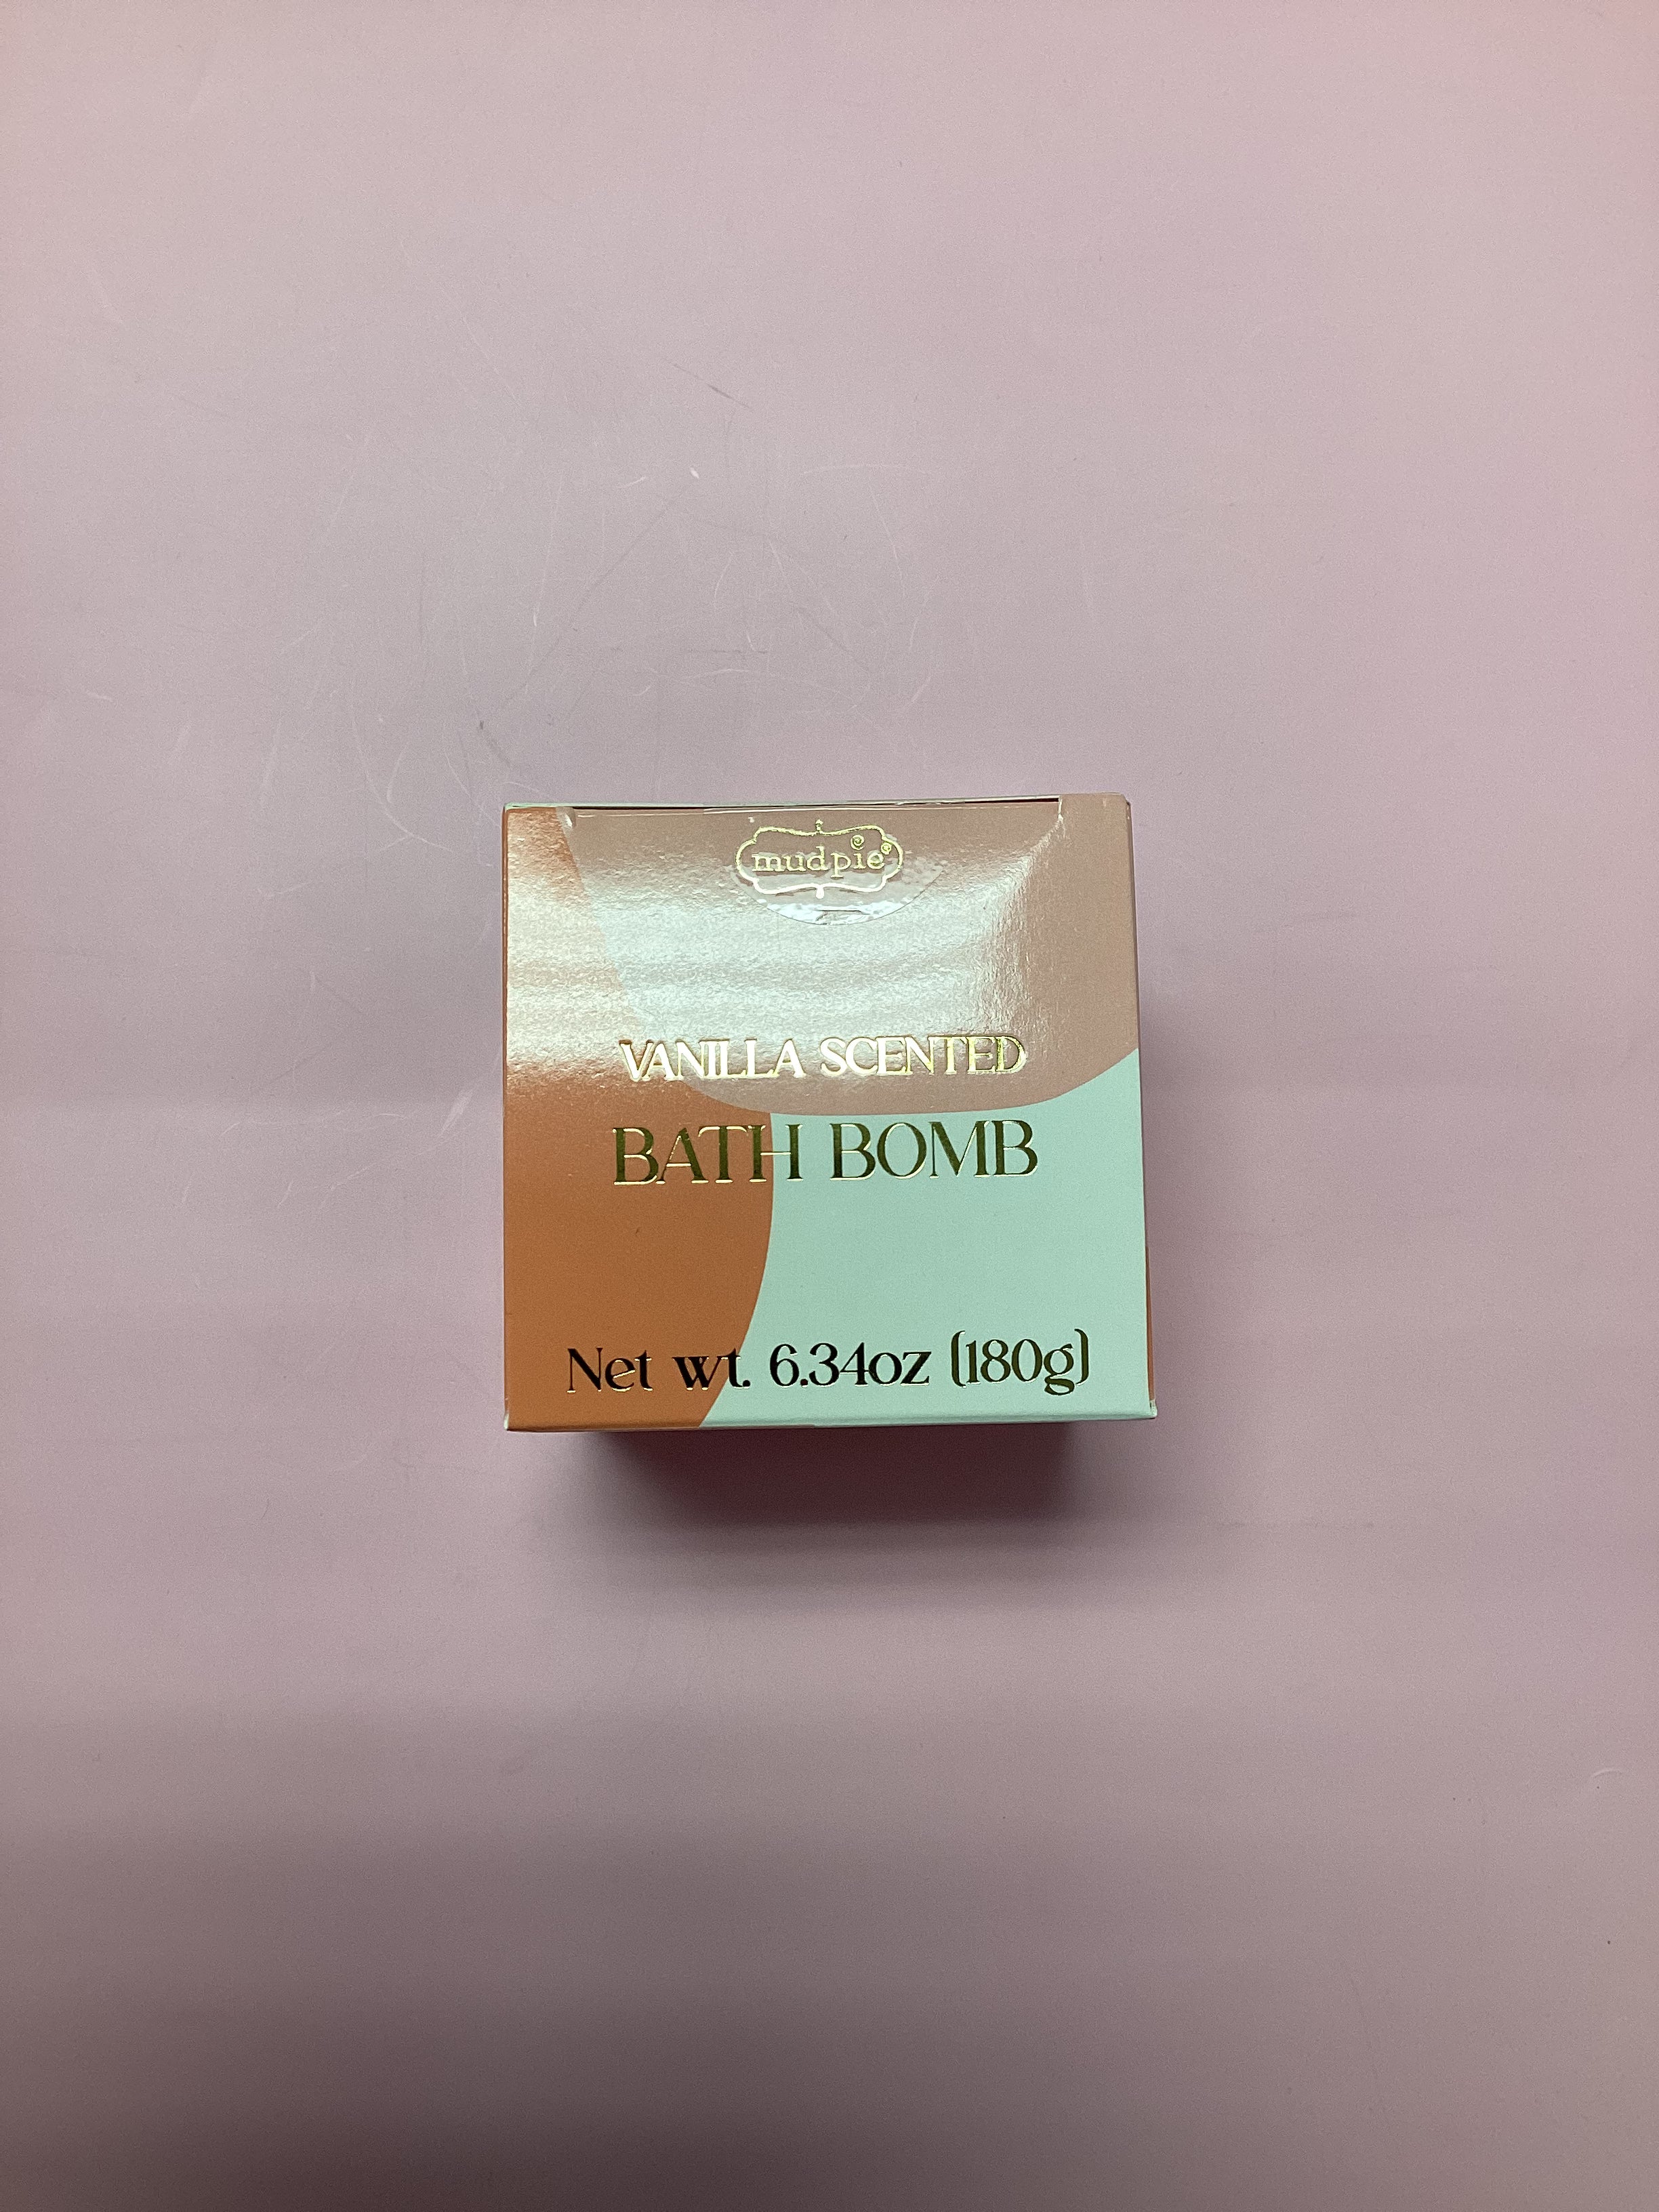 mudpie
VANILLA SCENTED
BATH BOMB
Net wt. 6.34oz (180g)